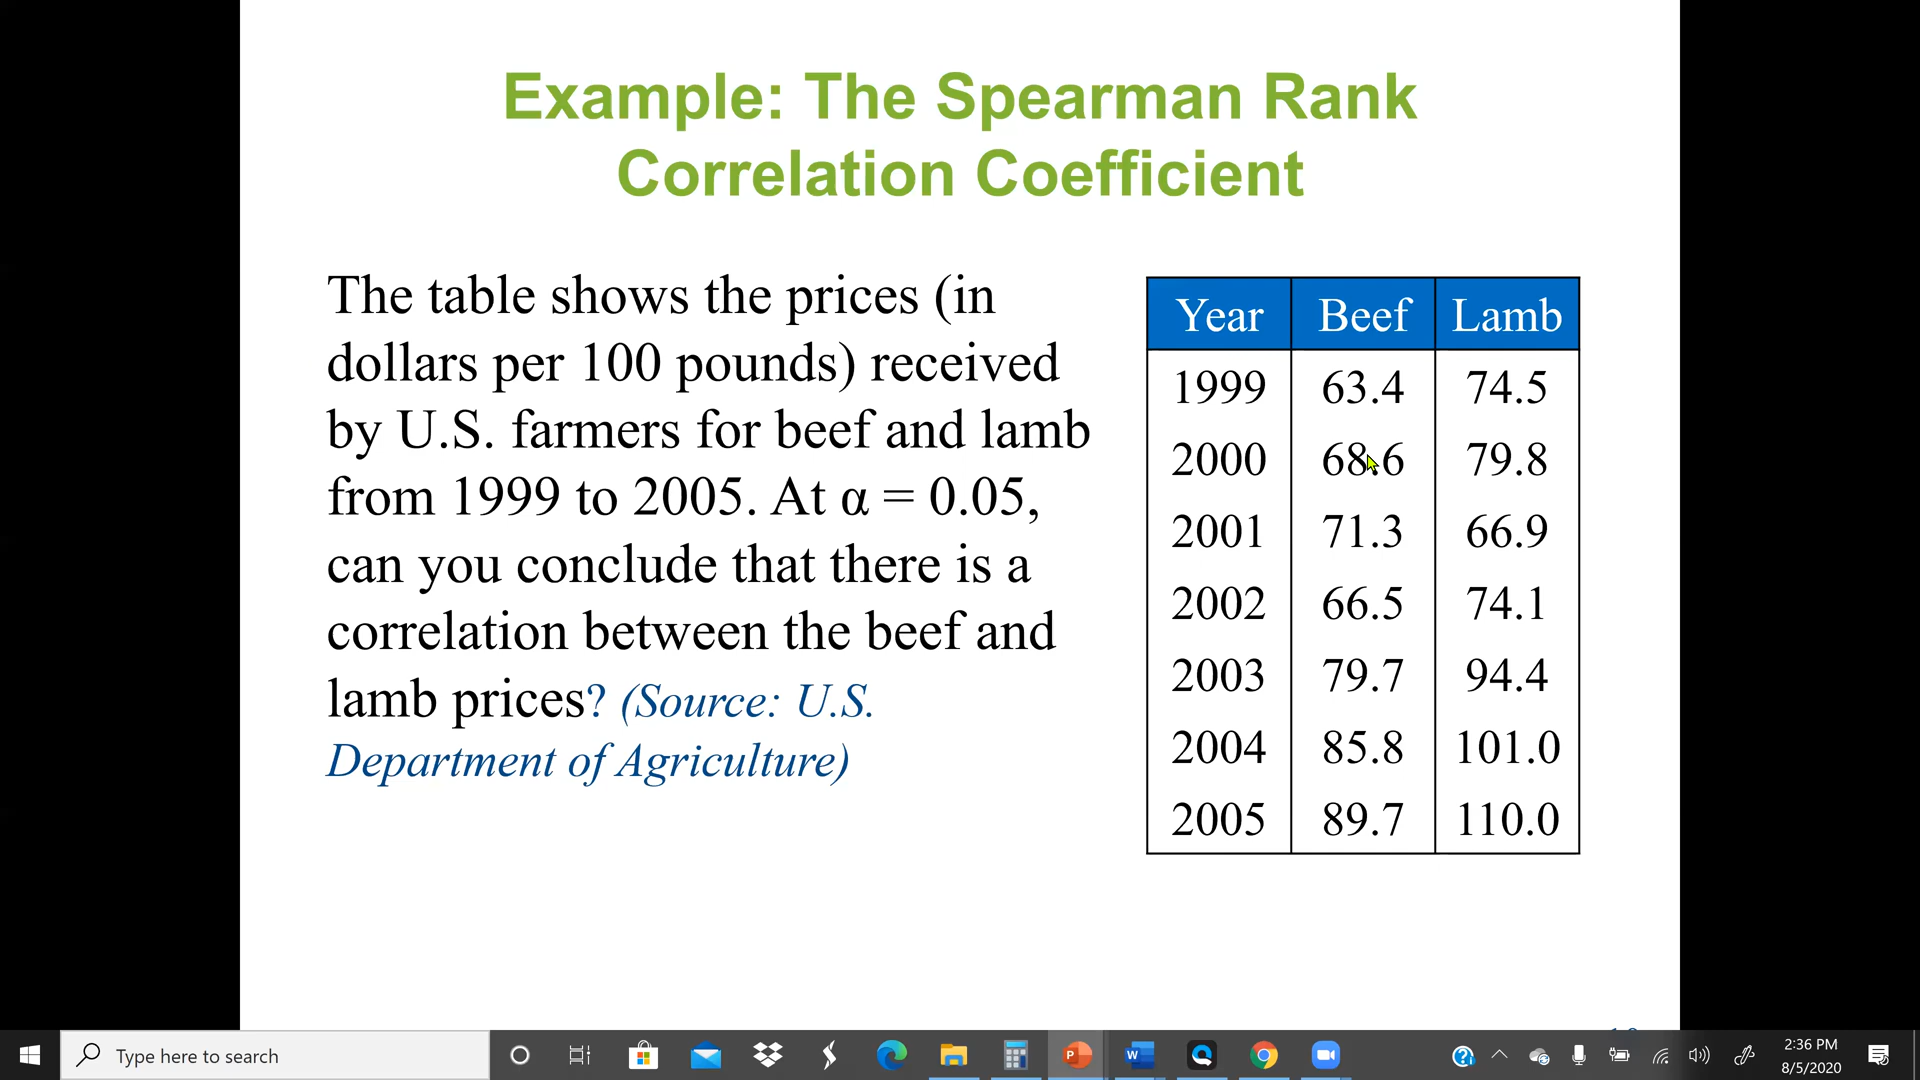 Example: The Spearman Rank
Correlation Coefficient
The table shows the prices (in
dollars per 100 pounds) received
by U.S. farmers for beef and lamb
from 1999 to 2005. At α = 0.05,
can you conclude that there is a
correlation between the beef and
lamb prices? (Source: U.S.
Department of Agriculture)
Year Beef Lamb
1999 63.4 74.5
2000 68.6 79.8
2001 71.3 66.9
2002 66.5 74.1
2003 79.7 94.4
2004 85.8 101.0
2005 89.7 110.0
Type here to search
2:36 PM
8/5/2020